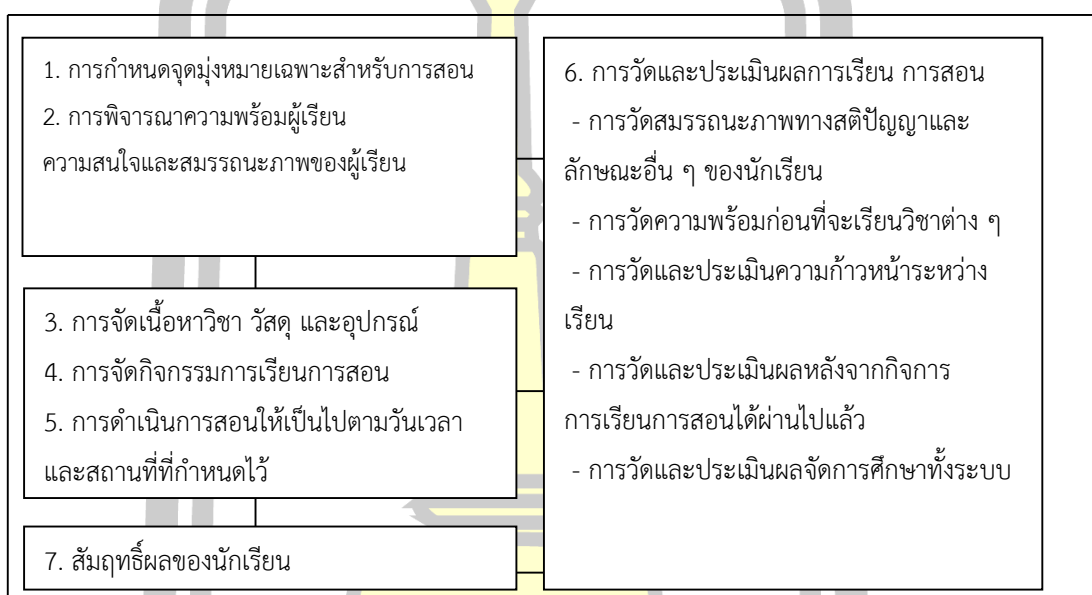 1. การกำหนดจุดมุ่งหมายเฉพาะสำหรับการสอน
2. การพิจารณาความพร้อมผู้เรียน
ความสนใจและสมรรถนะภาพของผู้เรียน
3. การจัดเนื้อหาวิชา วัสดุ และอุปกรณ์
4. การจัดกิจกรรมการเรียนการสอน
5. การดำเนินการสอนให้เป็นไปตามวันเวลา
และสถานที่ที่กำหนดไว้
7. สัมฤทธิ์ผลของนักเรียน
6. การวัดและประเมินผลการเรียน การสอน
- การวัดสมรรถนะภาพทางสติปัญญาและ
ลักษณะอื่น ๆ ของนักเรียน
- การวัดความพร้อมก่อนที่จะเรียนวิชาต่าง ๆ
- การวัดและประเมินความก้าวหน้าระหว่าง
เรียน
- การวัดและประเมินผลหลังจากกิจการ
การเรียนการสอนได้ผ่านไปแล้ว
- การวัดและประเมินผลจัดการศึกษาทั้งระบบ